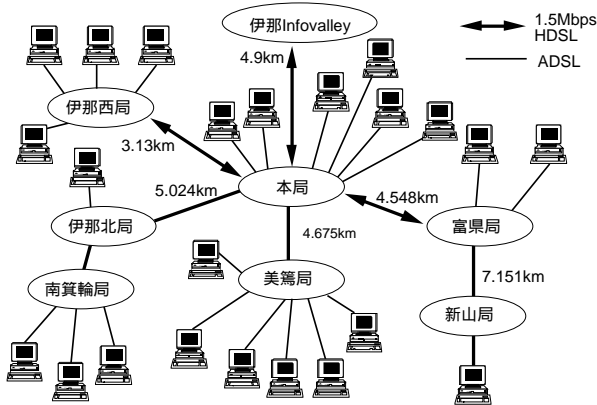 伊那Infovalley
1.5Mbps
HDSL
ADSL
4.9km
伊那西局
3.13km
本局
5.024km
4.548km
伊那北局
富県局
4.675km
南箕輪局
美篶局
7.151km
新山局